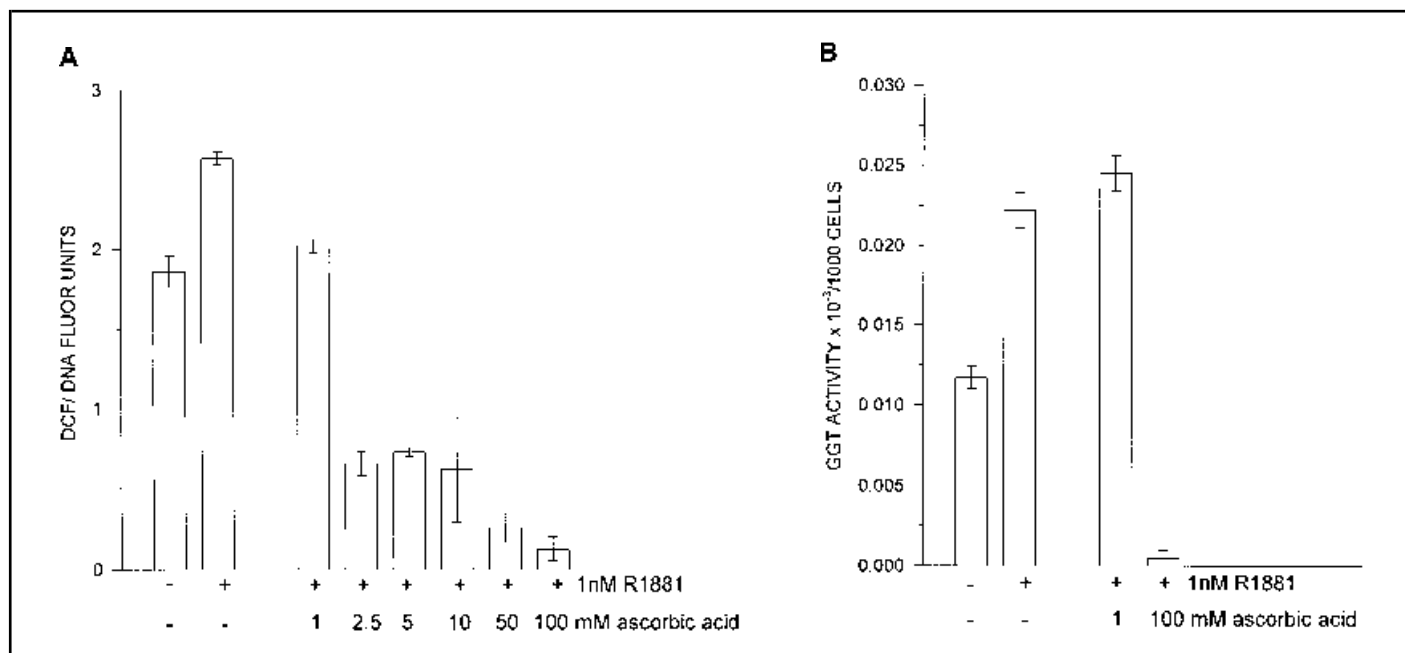 A
3
2
1
0
DCF/ DNA FLUOR UNITS
- + + + + + + + 1nM R1881
- - 1 2.5 5 10 50 100 mM ascorbic acid
B
0.030
0.025
0.020
0.015
0.010
0.005
0.000
GGT ACTIVITY x 10⁻³/1000 CELLS
- + + + 1nM R1881
- - 1 100 mM ascorbic acid